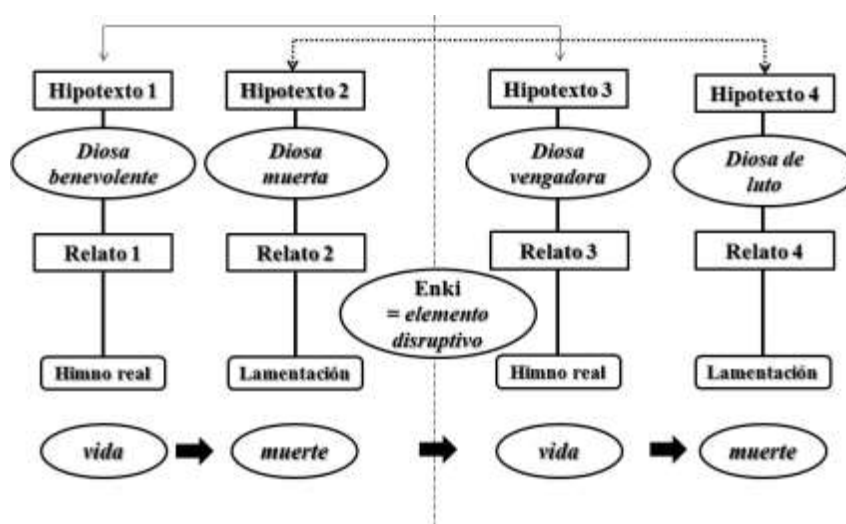 Hipotexto 1
Hipotexto 2
Hipotexto 3
Hipotexto 4
Diosa
benevolente
Diosa
muerta
Diosa
vengadora
Diosa de
luto
Relato 1
Relato 2
Relato 3
Relato 4
Enki
= elemento
disruptivo
Himno real
Lamentación
Himno real
Lamentación
vida
muerte
vida
muerte